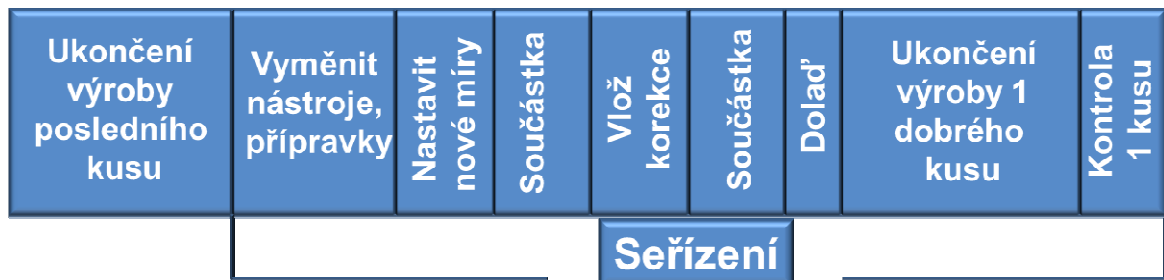 Ukončení
výroby
posledního
kusu
Vyměnit
nástroje,
přípravky
Nastavit
nové míry
Součástka
Vlož
korekce
Součástka
Dolaď
Ukončení
výroby 1
dobrého
kusu
Kontrola
1 kusu
Seřízení